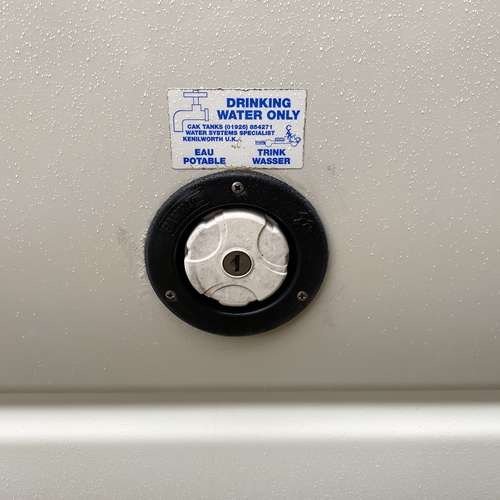 DRINKING
WATER ONLY
CAK TANKS (01926) 854271
WATER SYSTEMS SPECIALIST
KENILWORTH U.K.
EAU
POTABLE
TRINK
WASSER